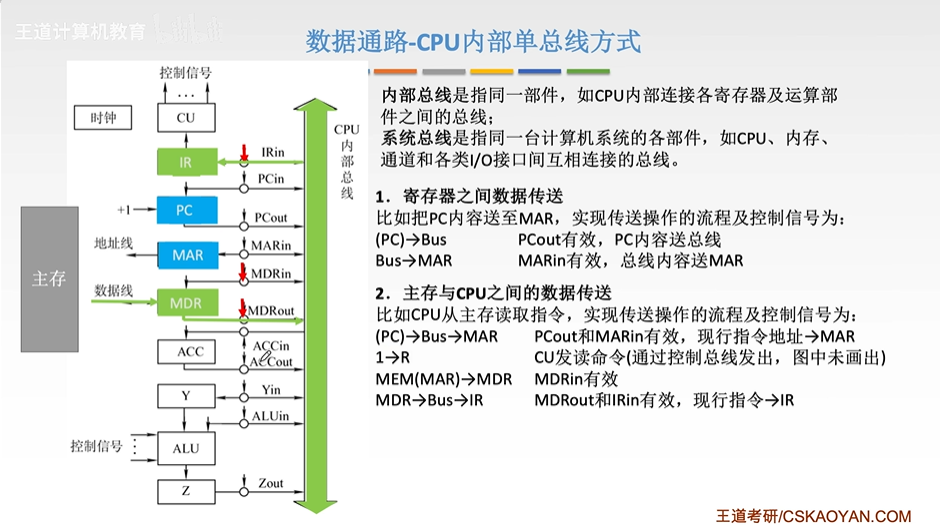 王道计算机教育
数据通路-CPU内部单总线方式
控制信号
…
时钟
CU
IR
IRin
PCin
+1
PC
PCout
地址线
MAR
MARin
MDRin
主存
数据线
MDR
MDRout
ACC
ACCin
ACCout
Y
Yin
ALUin
控制信号
ALU
Z
Zout
CPU
内
部
总
线
内部总线是指同一部件，如CPU内部连接各寄存器及运算部
件之间的总线；
系统总线是指同一台计算机系统的各部件，如CPU、内存、
通道和各类I/O接口间互相连接的总线。
1．寄存器之间数据传送
比如把PC内容送至MAR，实现传送操作的流程及控制信号为：
(PC)→Bus PCout有效，PC内容送总线
Bus→MAR MARin有效，总线内容送MAR
2．主存与CPU之间的数据传送
比如CPU从主存读取指令，实现传送操作的流程及控制信号为：
(PC)→Bus→MAR PCout和MARin有效，现行指令地址→MAR
1→R CU发读命令(通过控制总线发出，图中未画出)
MEM(MAR)→MDR MDRin有效
MDR→Bus→IR MDRout和IRin有效，现行指令→IR
王道考研/CSKAOYAN.COM